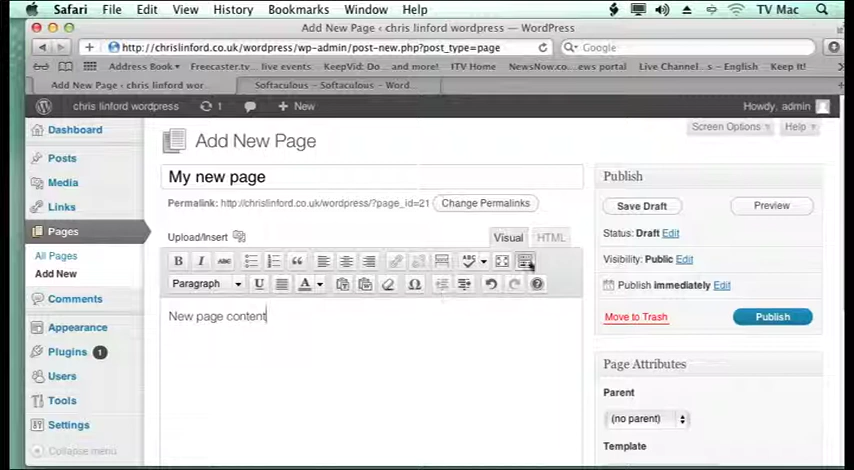 Safari File Edit View History Bookmarks Window Help TV Mac
Add New Page ‹ chris linford wordpress — WordPress
http://chrislinford.co.uk/wordpress/wp-admin/post-new.php?post_type=page Google
Address Book▾ Freecaster.tv live events KeepVid: Do... and more! ITV Home NewsNow.co...ews portal Live Channel...s – English Keep It!
Add New Page ‹ chris linford wor... Softaculous - Softaculous - Word...
chris linford wordpress 1 + New Howdy, admin
Screen Options Help
Dashboard
Add New Page
Posts
Media
My new page
Publish
Links
Permalink: http://chrislinford.co.uk/wordpress/?page_id=21 Change Permalinks
Save Draft Preview
Pages
Upload/Insert Visual HTML
Status: Draft Edit
All Pages
B I ABC ABC
Visibility: Public Edit
Add New
Paragraph U A Ω ?
Publish immediately Edit
Comments
New page content
Move to Trash Publish
Appearance
Plugins 1
Page Attributes
Users
Parent
Tools
(no parent)
Settings
Template
Collapse menu